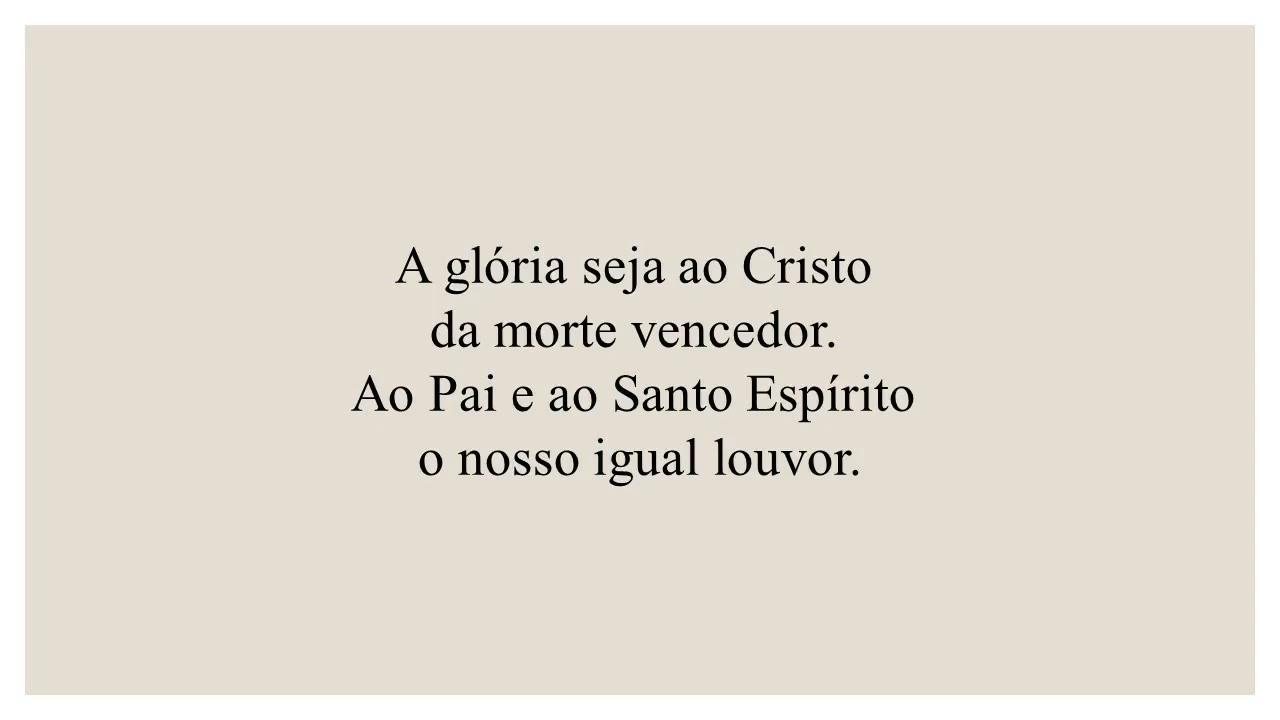 A glória seja ao Cristo
da morte vencedor.
Ao Pai e ao Santo Espírito
o nosso igual louvor.